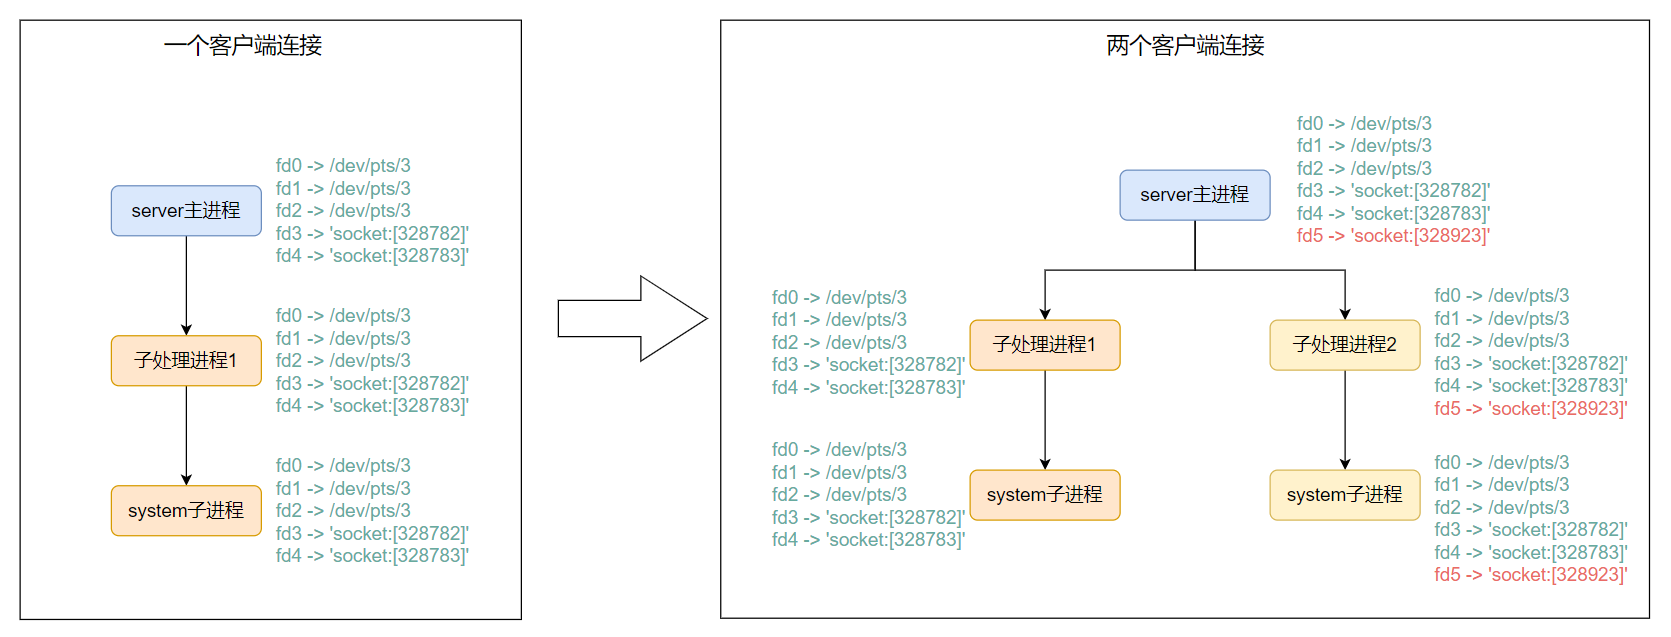 一个客户端连接
server主进程
fd0 -> /dev/pts/3
fd1 -> /dev/pts/3
fd2 -> /dev/pts/3
fd3 -> 'socket:[328782]'
fd4 -> 'socket:[328783]'
子处理进程1
fd0 -> /dev/pts/3
fd1 -> /dev/pts/3
fd2 -> /dev/pts/3
fd3 -> 'socket:[328782]'
fd4 -> 'socket:[328783]'
system子进程
fd0 -> /dev/pts/3
fd1 -> /dev/pts/3
fd2 -> /dev/pts/3
fd3 -> 'socket:[328782]'
fd4 -> 'socket:[328783]'
两个客户端连接
server主进程
fd0 -> /dev/pts/3
fd1 -> /dev/pts/3
fd2 -> /dev/pts/3
fd3 -> 'socket:[328782]'
fd4 -> 'socket:[328783]'
fd5 -> 'socket:[328923]'
fd0 -> /dev/pts/3
fd1 -> /dev/pts/3
fd2 -> /dev/pts/3
fd3 -> 'socket:[328782]'
fd4 -> 'socket:[328783]'
子处理进程1
子处理进程2
fd0 -> /dev/pts/3
fd1 -> /dev/pts/3
fd2 -> /dev/pts/3
fd3 -> 'socket:[328782]'
fd4 -> 'socket:[328783]'
fd5 -> 'socket:[328923]'
fd0 -> /dev/pts/3
fd1 -> /dev/pts/3
fd2 -> /dev/pts/3
fd3 -> 'socket:[328782]'
fd4 -> 'socket:[328783]'
system子进程
system子进程
fd0 -> /dev/pts/3
fd1 -> /dev/pts/3
fd2 -> /dev/pts/3
fd3 -> 'socket:[328782]'
fd4 -> 'socket:[328783]'
fd5 -> 'socket:[328923]'